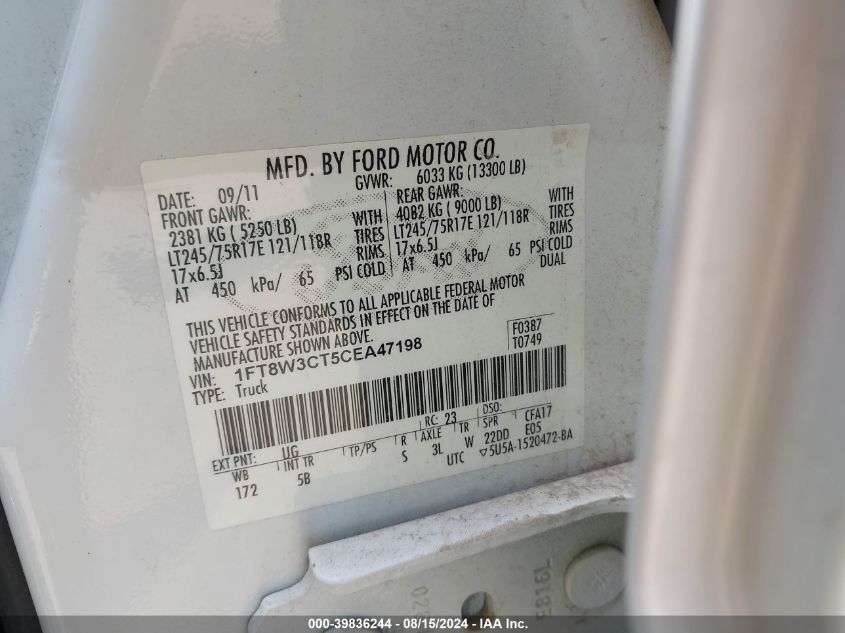 MFD. BY FORD MOTOR CO.
DATE: 09/11 GVWR: 6033 KG (13300 LB)
FRONT GAWR: REAR GAWR:
2381 KG ( 5250 LB) WITH 4082 KG ( 9000 LB) WITH
LT245/75R17E 121/118R TIRES LT245/75R17E 121/118R TIRES
17x6.5J RIMS 17x6.5J RIMS
AT 450 kPa/ 65 PSI COLD AT 450 kPa/ 65 PSI COLD
DUAL
THIS VEHICLE CONFORMS TO ALL APPLICABLE FEDERAL MOTOR
VEHICLE SAFETY STANDARDS IN EFFECT ON THE DATE OF
MANUFACTURE SHOWN ABOVE.
VIN: 1FT8W3CT5CEA47198 F0387
TYPE: Truck T0749
EXT PNT: UG RC: 23 DSO:
WB INT TR TP/PS R AXLE TR SPR CFA17
172 5B S 3L W 22DD E05
UTC ▽5U5A-1520472-BA
E816L
000-39836244 - 08/15/2024 - IAA Inc.